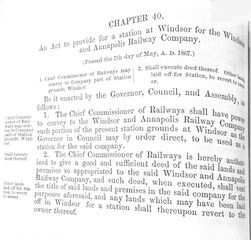 CHAPTER 40.
An Act to provide for a station at Windsor for the Windsor
and Annapolis Railway Company.
(Passed the 7th day of May, A. D. 1867.)
1. Chief Commissioner of Railways may
convey to Company part of Station
grounds at Windsor.
2. Shall execute deed thereof. Other lands
laid off for Station, to revert to own-
er.
Be it enacted by the Governor, Council, and Assembly, as
follows:
1. The Chief Commissioner of Railways shall have power
to convey to the Windsor and Annapolis Railway Company
such portion of the present station grounds at Windsor as the
Governor in Council may by order direct, to be used as a
station for the said company.
2. The Chief Commissioner of Railways is hereby author-
ized to give a good and sufficient deed of the said lands and
premises so appropriated to the said Windsor and Annapolis
Railway Company, and such deed, when executed, shall vest
the title of said lands and premises in the said company for the
purposes aforesaid, and any lands which may have been laid
off in Windsor for a station shall thereupon revert to the
owner thereof.